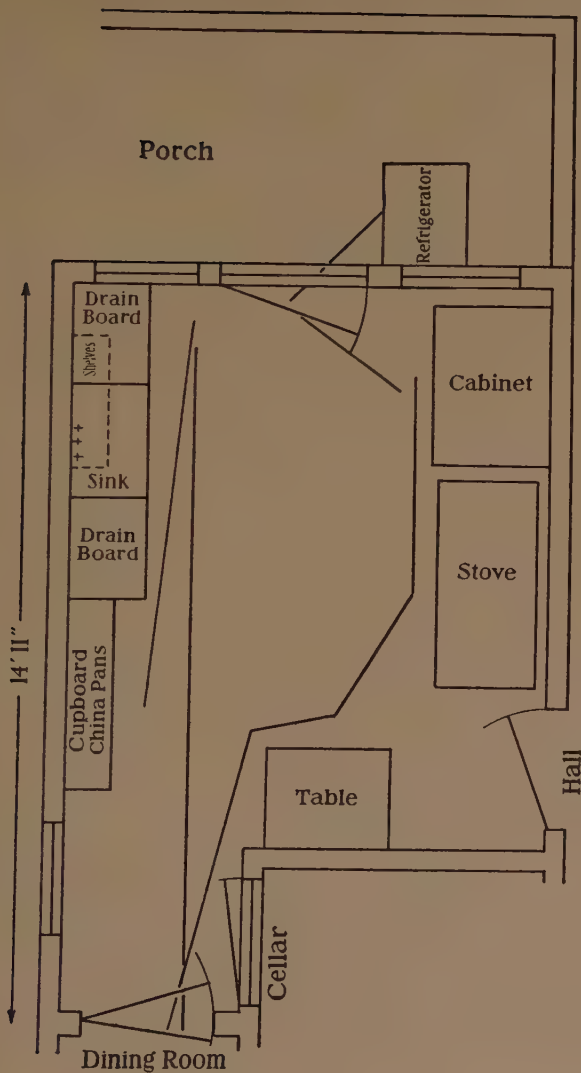 Porch
Refrigerator
Drain
Board
Shelves
Cabinet
+ + +
Sink
Drain
Board
Stove
14' 11"
Cupboard
China Pans
Table
Hall
Cellar
Dining Room